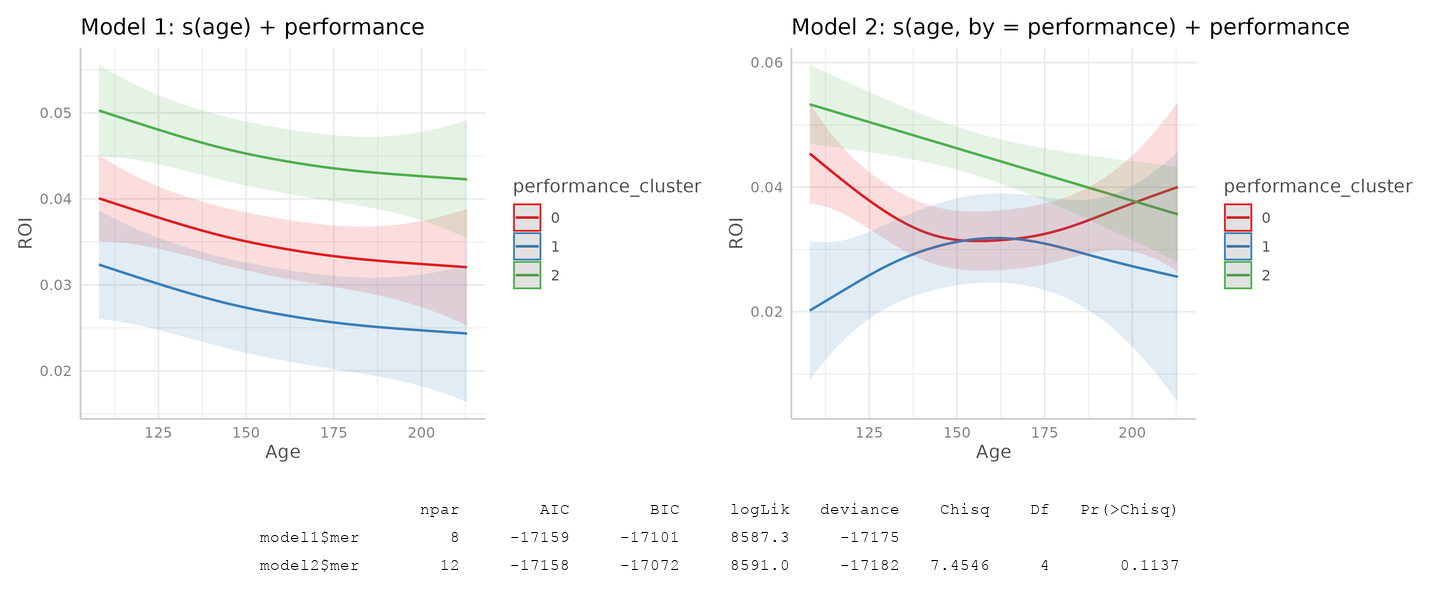 Model 1: s(age) + performance
0.05
0.04
0.03
0.02
ROI
125 150 175 200
Age
performance_cluster
0
1
2
Model 2: s(age, by = performance) + performance
0.06
0.04
0.02
ROI
125 150 175 200
Age
performance_cluster
0
1
2
npar AIC BIC logLik deviance Chisq Df Pr(>Chisq)
model1$mer 8 -17159 -17101 8587.3 -17175
model2$mer 12 -17158 -17072 8591.0 -17182 7.4546 4 0.1137